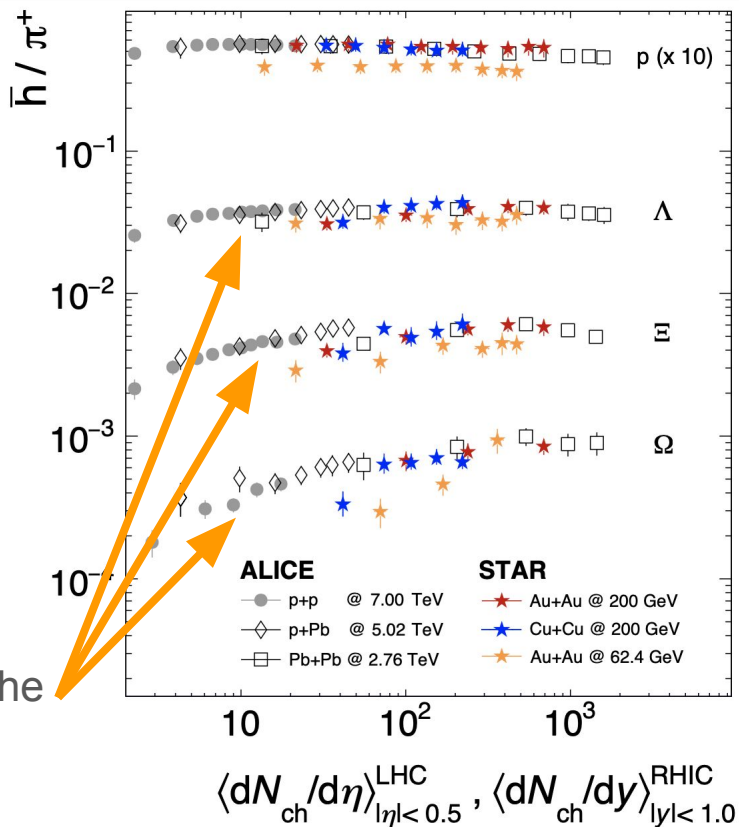 h̅ / π⁺
p (x 10)
10⁻¹
Λ
10⁻²
Ξ
10⁻³
Ω
10⁻⁴
ALICE
p+p @ 7.00 TeV
p+Pb @ 5.02 TeV
Pb+Pb @ 2.76 TeV
STAR
Au+Au @ 200 GeV
Cu+Cu @ 200 GeV
Au+Au @ 62.4 GeV
he
10 10² 10³
⟨dN_ch/dη⟩^LHC_|η|< 0.5 , ⟨dN_ch/dy⟩^RHIC_|y|< 1.0